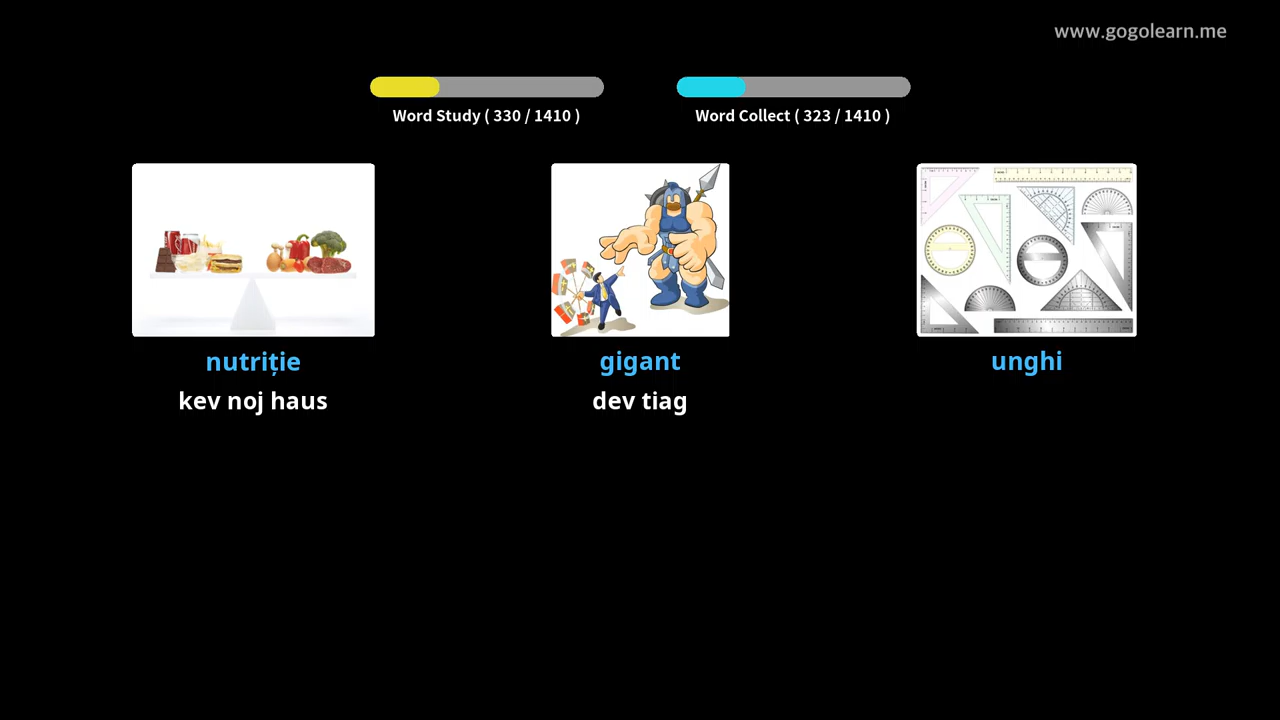 www.gogolearn.me
Word Study ( 330 / 1410 )
Word Collect ( 323 / 1410 )
nutriție
gigant
unghi
kev noj haus
dev tiag